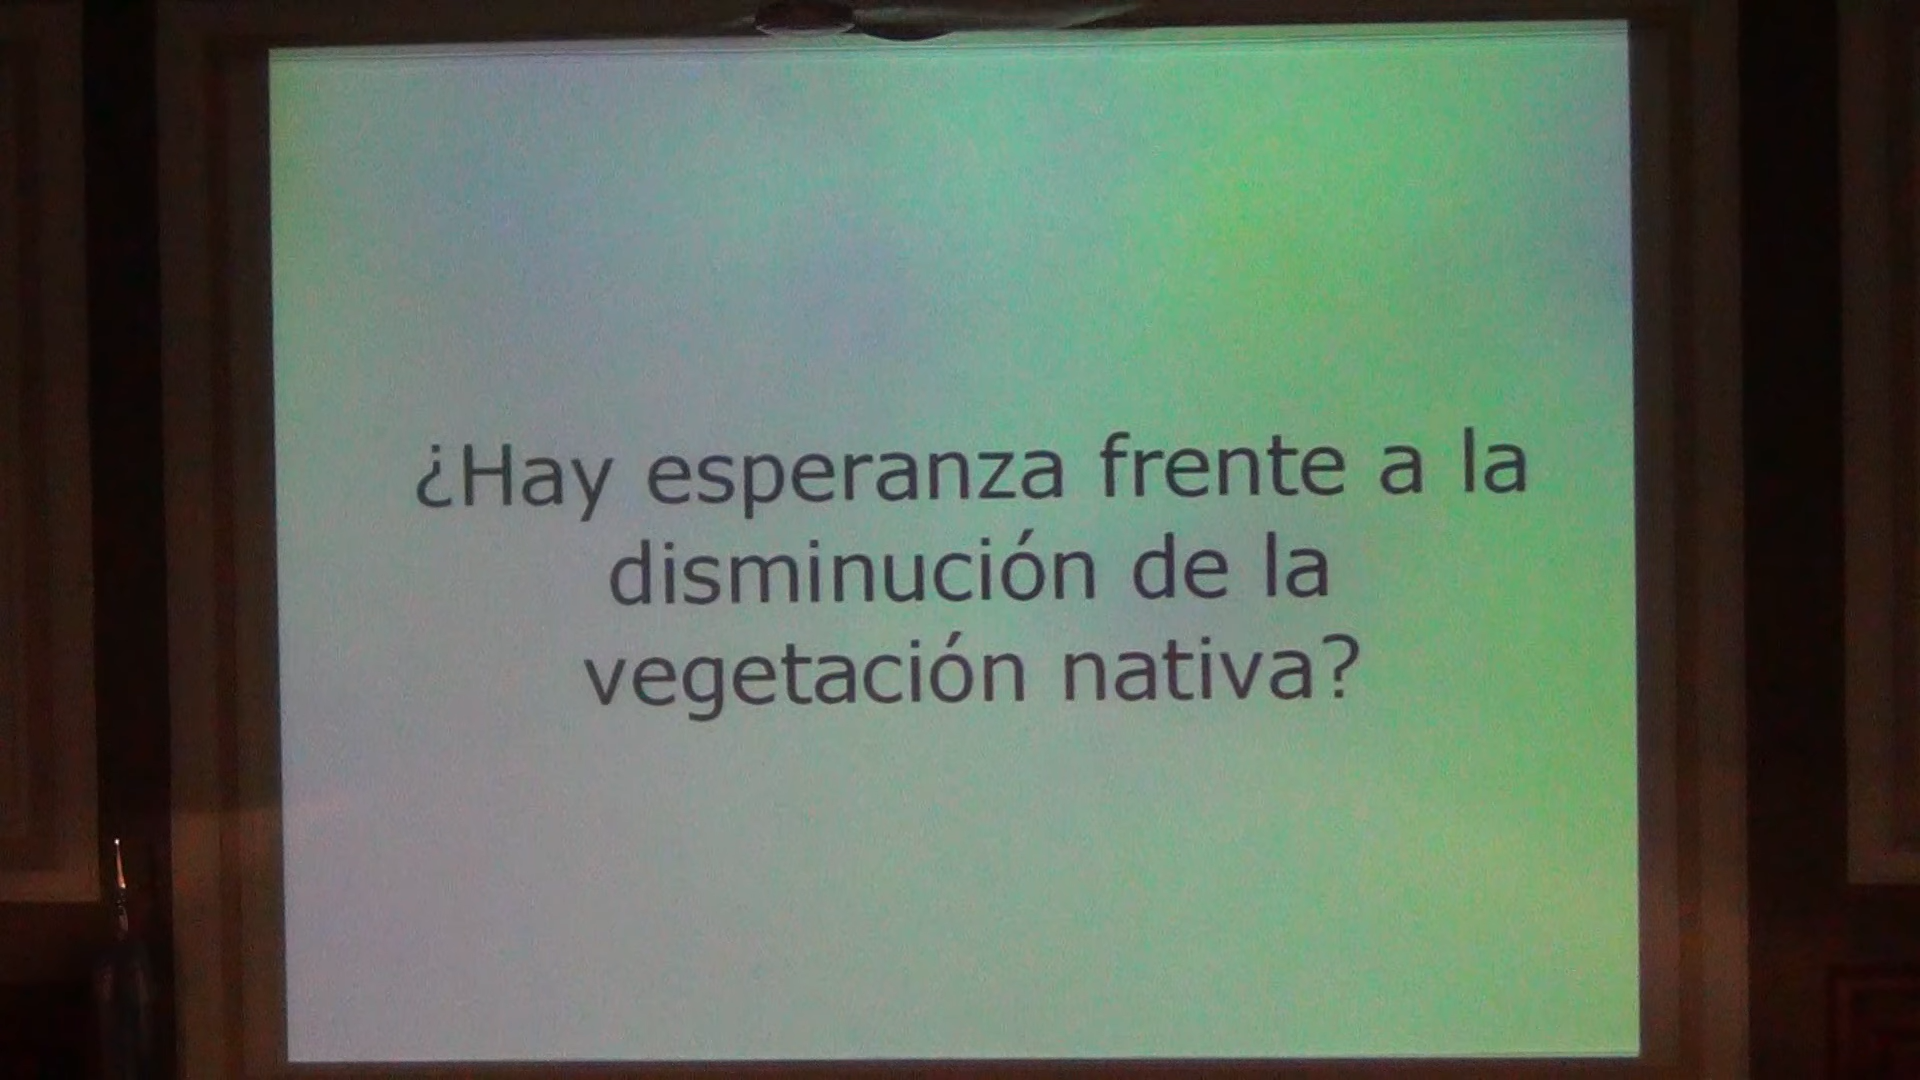 ¿Hay esperanza frente a la
disminución de la
vegetación nativa?